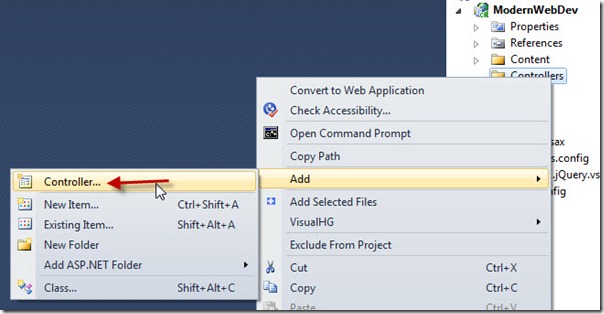 ModernWebDev
Properties
References
Content
Controllers
Convert to Web Application
Check Accessibility...
Open Command Prompt
Copy Path
Add
Add Selected Files
VisualHG
Exclude From Project
Cut Ctrl+X
Copy Ctrl+C
Paste Ctrl+V
sax
s.config
.jQuery.vs
fig
Controller...
New Item... Ctrl+Shift+A
Existing Item... Shift+Alt+A
New Folder
Add ASP.NET Folder
Class... Shift+Alt+C